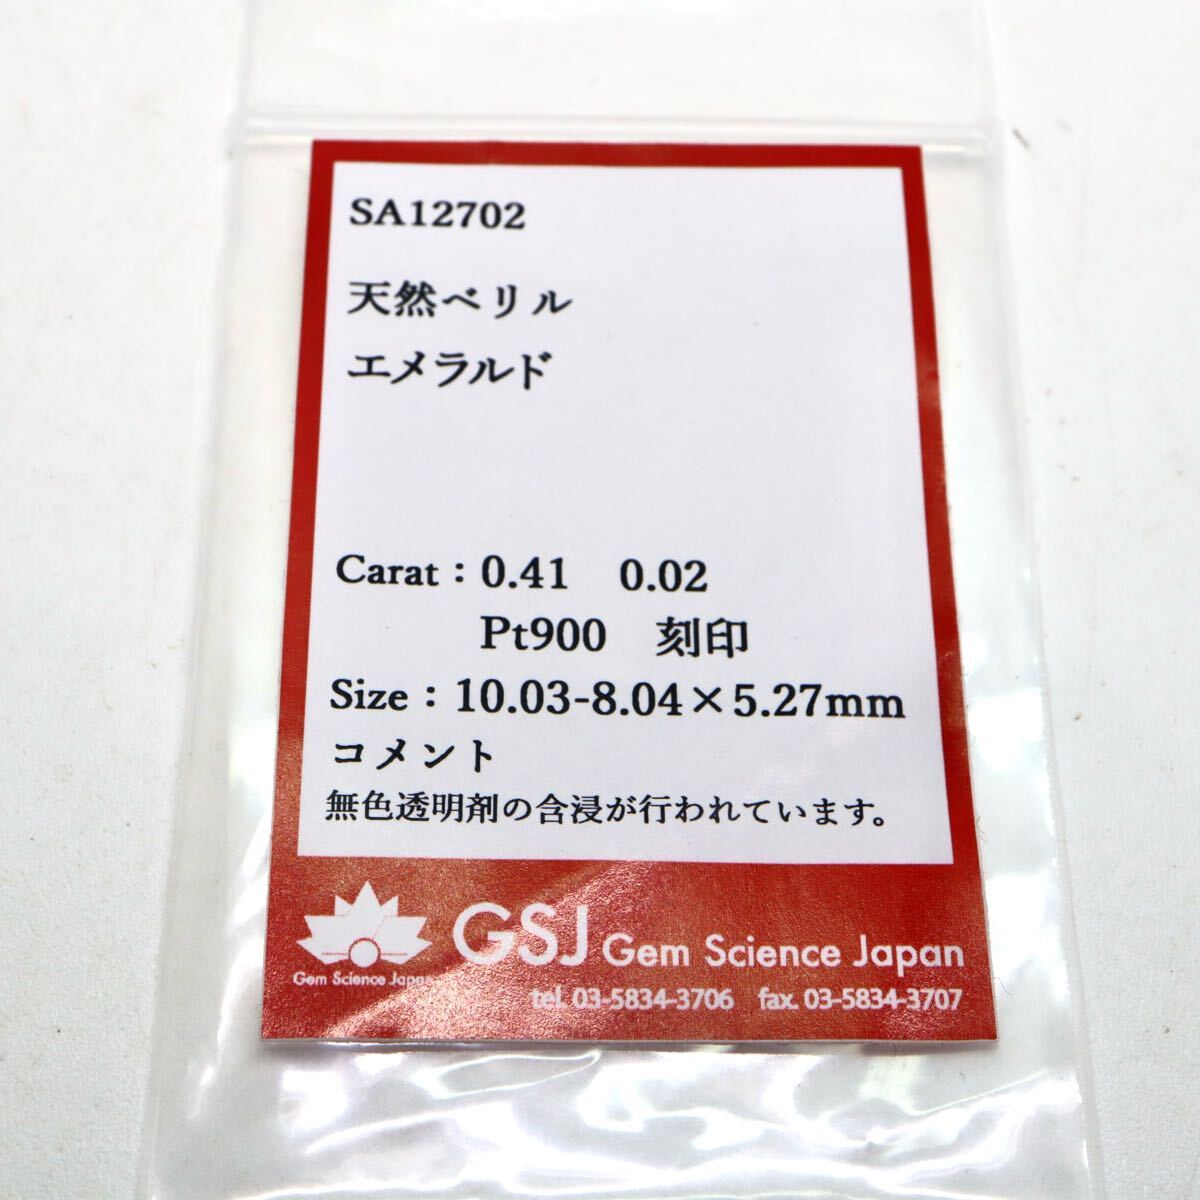 SA12702
天然ベリル
エメラルド
Carat：0.41 0.02
Pt900 刻印
Size：10.03-8.04×5.27mm
コメント
無色透明剤の含浸が行われています。
Gem Science Japan
GSJ Gem Science Japan
tel. 03-5834-3706 fax. 03-5834-3707